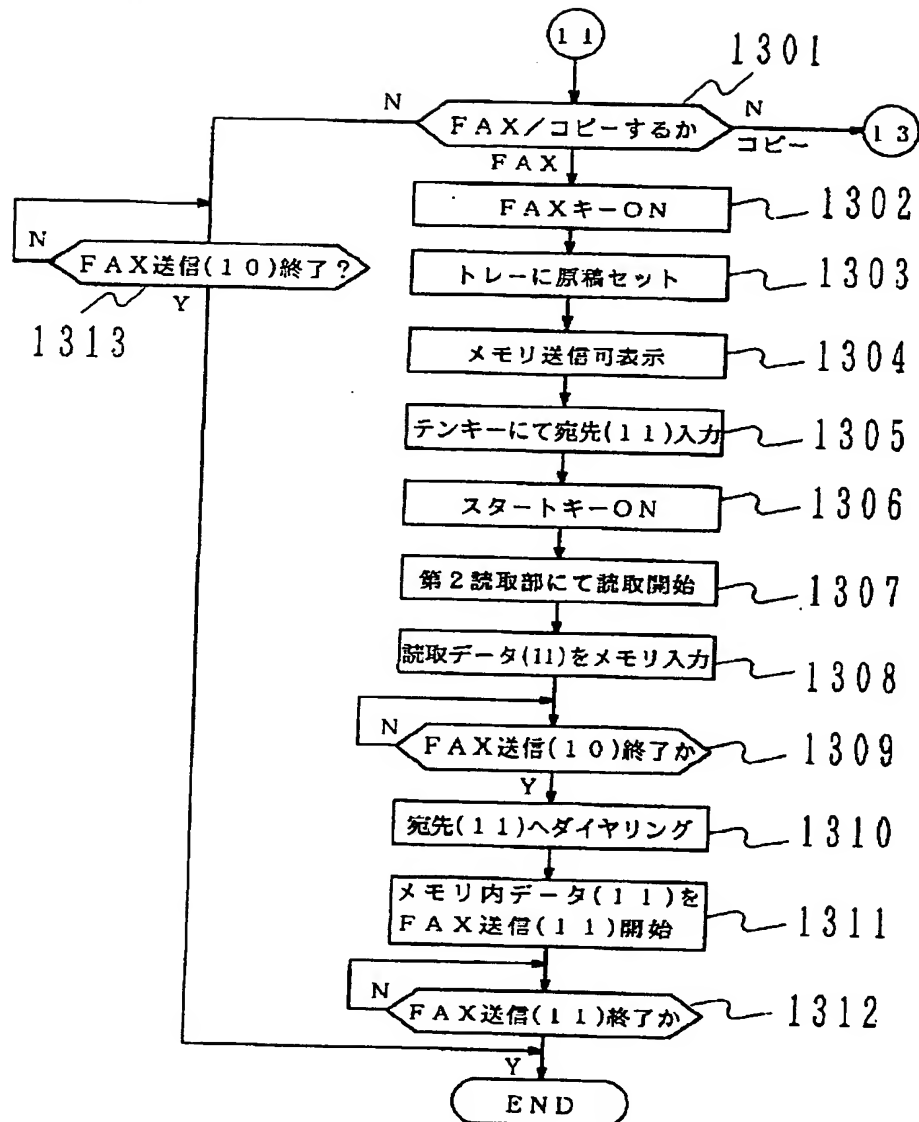 11
1301
N
FAX/コピーするか
N
コピー
13
FAX
FAXキーON
1302
N
FAX送信(10)終了?
Y
1313
トレーに原稿セット
1303
メモリ送信可表示
1304
テンキーにて宛先(11)入力
1305
スタートキーON
1306
第2読取部にて読取開始
1307
読取データ(11)をメモリ入力
1308
N
FAX送信(10)終了か
1309
Y
宛先(11)へダイヤリング
1310
メモリ内データ(11)を
FAX送信(11)開始
1311
N
FAX送信(11)終了か
1312
Y
END